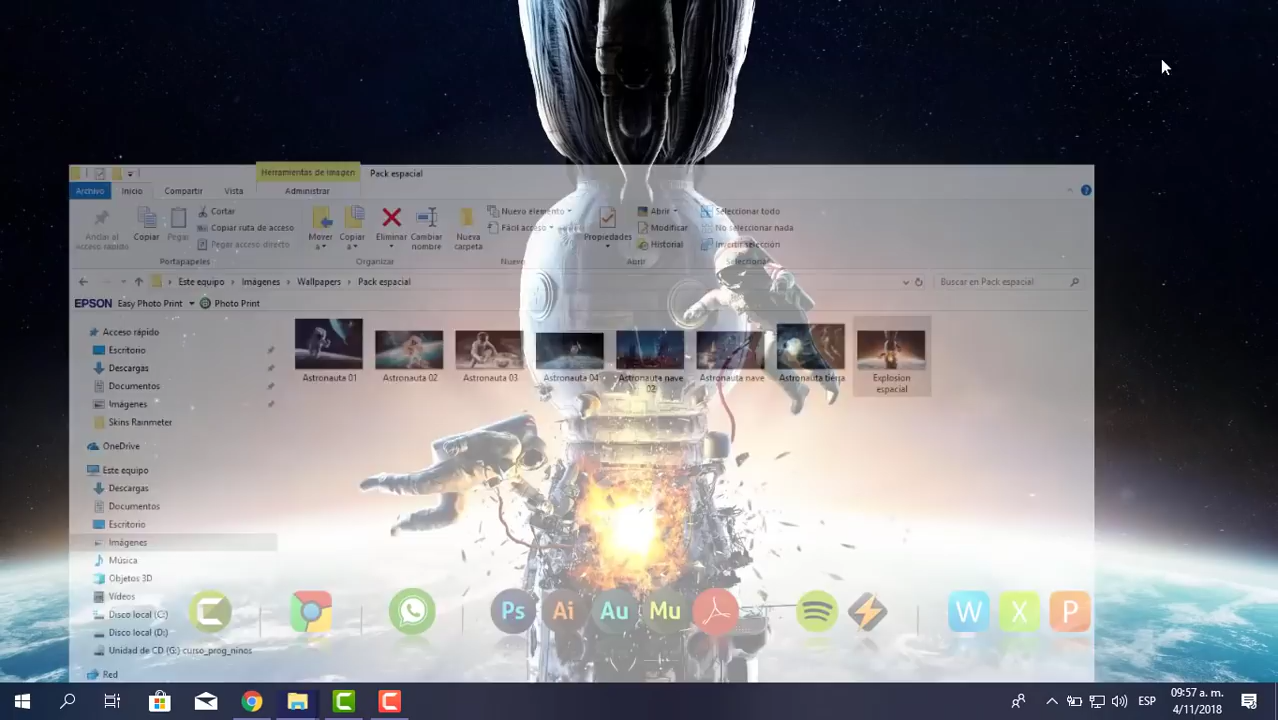 Herramientas de imagen Pack espacial
Archivo Inicio Compartir Vista Administrar
Anclar al Acceso rápido
Copiar
Pegar
Cortar
Copiar ruta de acceso
Pegar acceso directo
Portapapeles
Mover a
Copiar a
Eliminar
Cambiar nombre
Organizar
Nueva carpeta
Nuevo elemento
Fácil acceso
Nuevo
Propiedades
Abrir
Modificar
Historial
Abrir
Seleccionar todo
No seleccionar nada
Invertir selección
Seleccionar
Este equipo › Imágenes › Wallpapers › Pack espacial
Buscar en Pack espacial
EPSON Easy Photo Print Photo Print
Acceso rápido
Escritorio
Descargas
Documentos
Imágenes
Skins Rainmeter
OneDrive
Este equipo
Descargas
Documentos
Escritorio
Imágenes
Música
Objetos 3D
Vídeos
Disco local (C:)
Disco local (D:)
Unidad de CD (G:) curso_prog_ninos
Red
Astronauta 01
Astronauta 02
Astronauta 03
Astronauta 04
Astronauta nave
02
Astronauta nave
Astronauta tierra
Explosion
espacial
Ps Ai Au Mu W X P
ESP
09:57 a. m.
4/11/2018